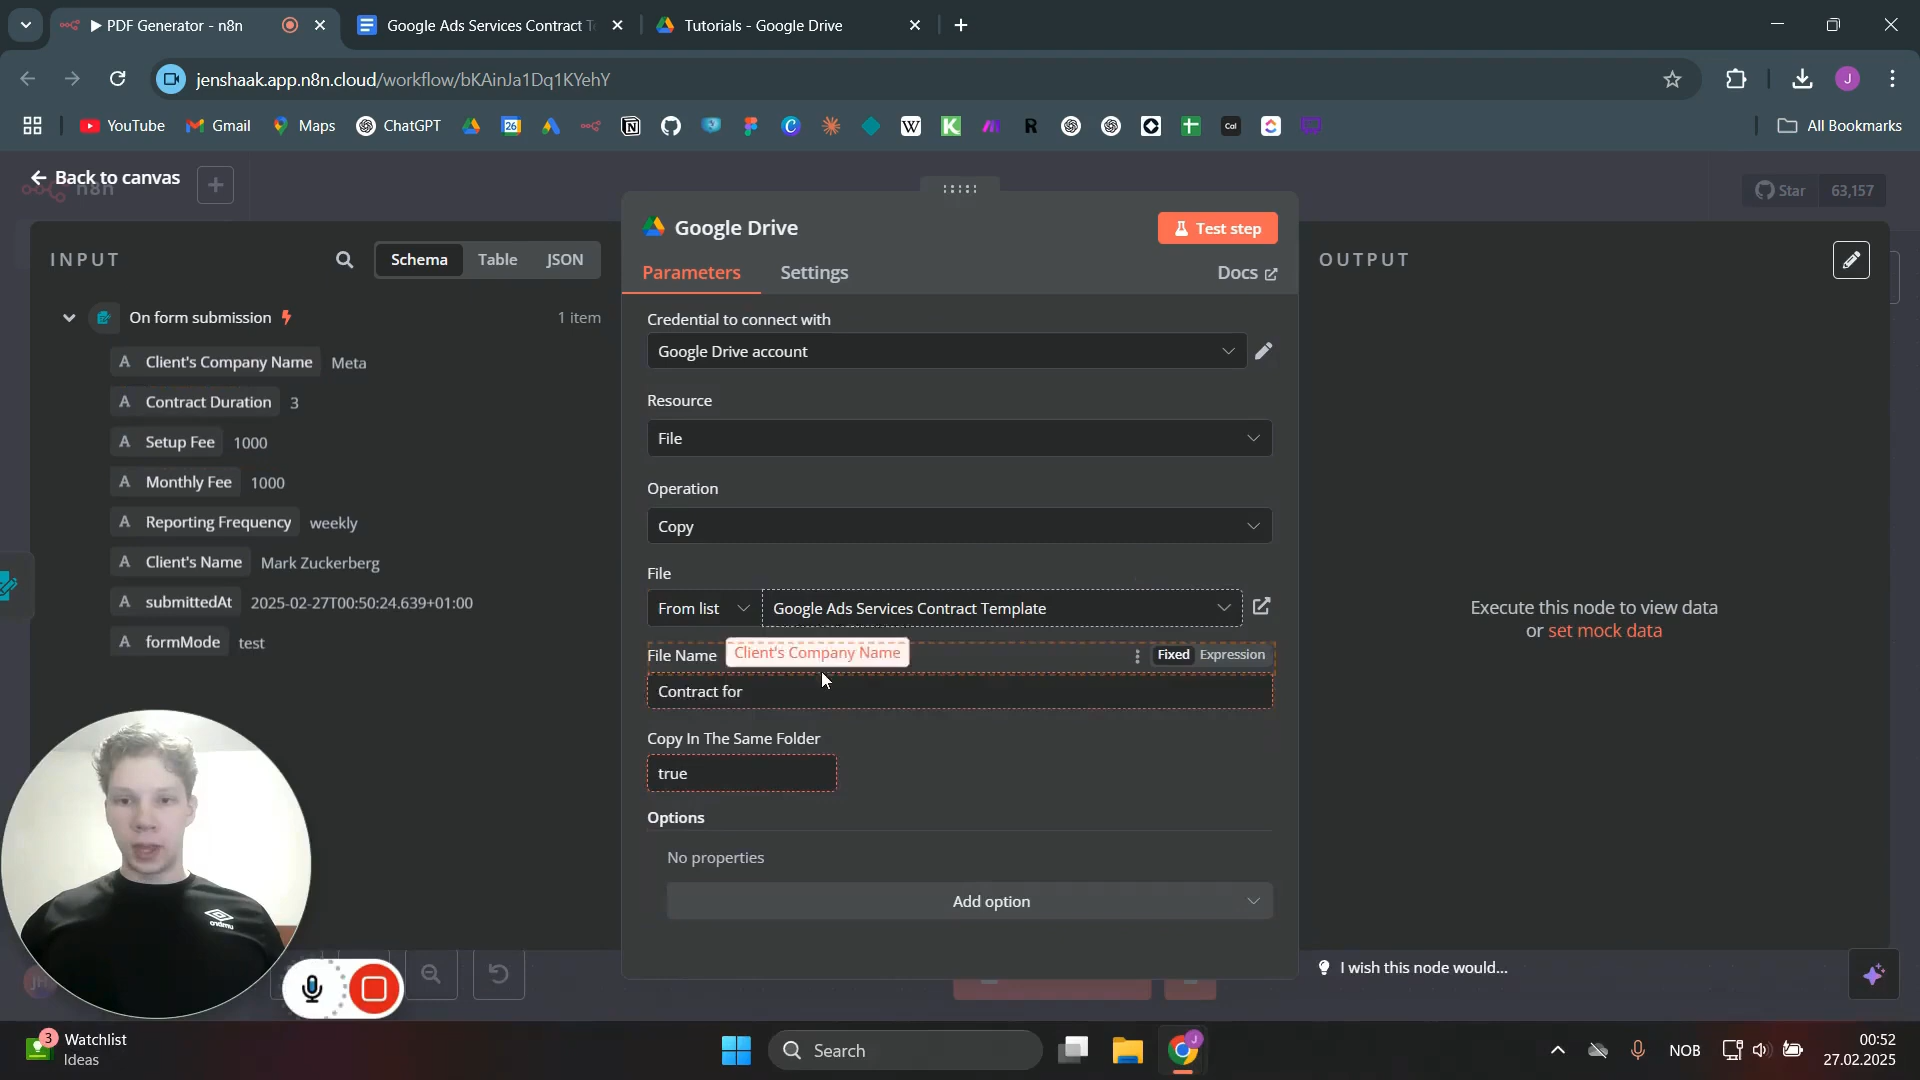 PDF Generator - n8n
Google Ads Services Contract Te
Tutorials - Google Drive
jenshaak.app.n8n.cloud/workflow/bKAinJa1Dq1KYehY
J
YouTube
Gmail
Maps
ChatGPT
26
Cal
All Bookmarks
Back to canvas
n8n
Star 63,157
INPUT
Schema
Table
JSON
On form submission
1 item
A Client's Company Name Meta
A Contract Duration 3
A Setup Fee 1000
A Monthly Fee 1000
A Reporting Frequency weekly
A Client's Name Mark Zuckerberg
A submittedAt 2025-02-27T00:50:24.639+01:00
A formMode test
Google Drive
Test step
Parameters
Settings
Docs
Credential to connect with
Google Drive account
Resource
File
Operation
Copy
File
From list
Google Ads Services Contract Template
File Name
Client's Company Name
Fixed
Expression
Contract for
Copy In The Same Folder
true
Options
No properties
Add option
OUTPUT
Execute this node to view data
or set mock data
I wish this node would...
umbro
3
Watchlist
Ideas
Search
J
NOB
00:52
27.02.2025